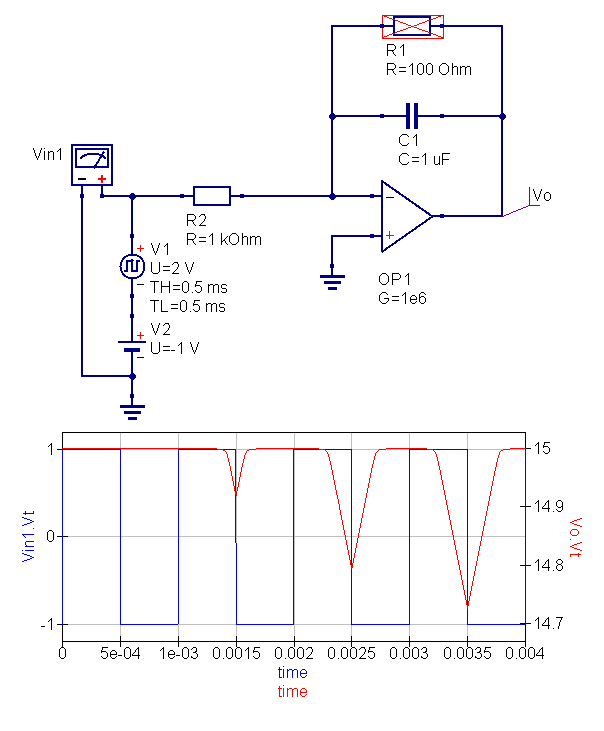 R1
R=100 Ohm
C1
C=1 uF
Vin1
− +
Vo
−
+
R2
R=1 kOhm
+
V1
U=2 V
TH=0.5 ms
TL=0.5 ms
−
OP1
G=1e6
+
V2
U=-1 V
−
1
0
-1
Vin1.Vt
15
14.9
14.8
14.7
Vo.Vt
0 5e-04 1e-03 0.0015 0.002 0.0025 0.003 0.0035 0.004
time
time